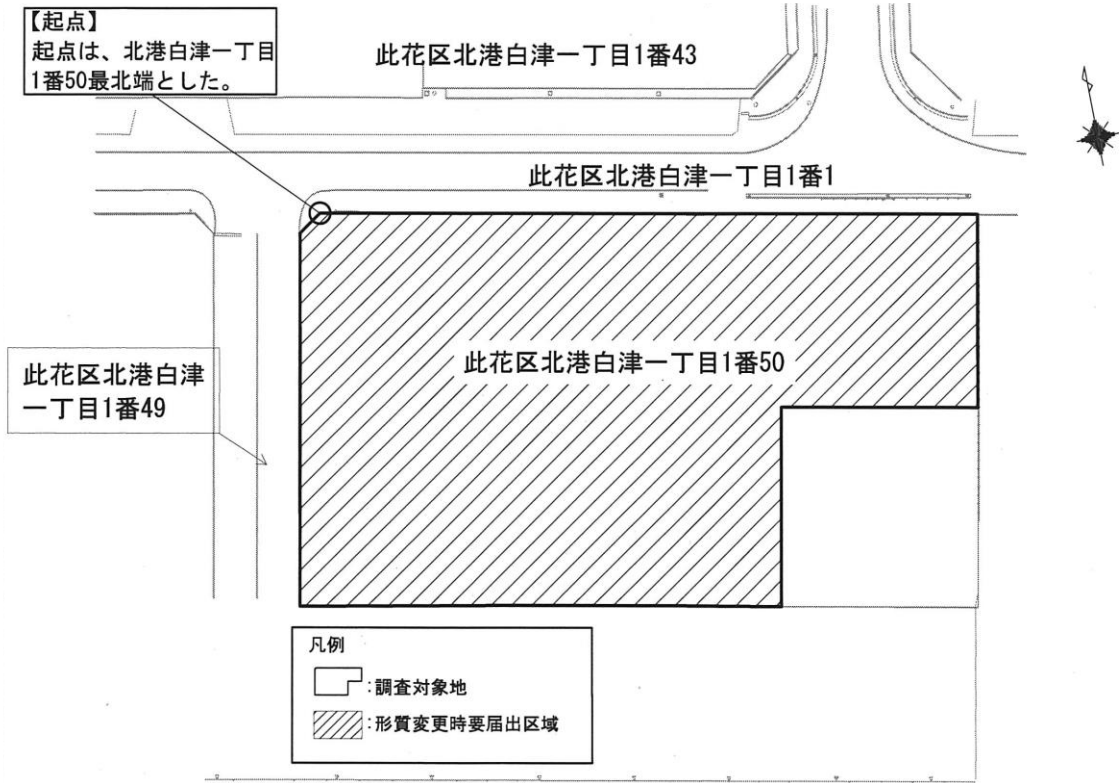 【起点】
起点は、北港白津一丁目
1番50最北端とした。
此花区北港白津一丁目1番43
此花区北港白津一丁目1番1
此花区北港白津一丁目1番50
此花区北港白津
一丁目1番49
凡例
:調査対象地
:形質変更時要届出区域